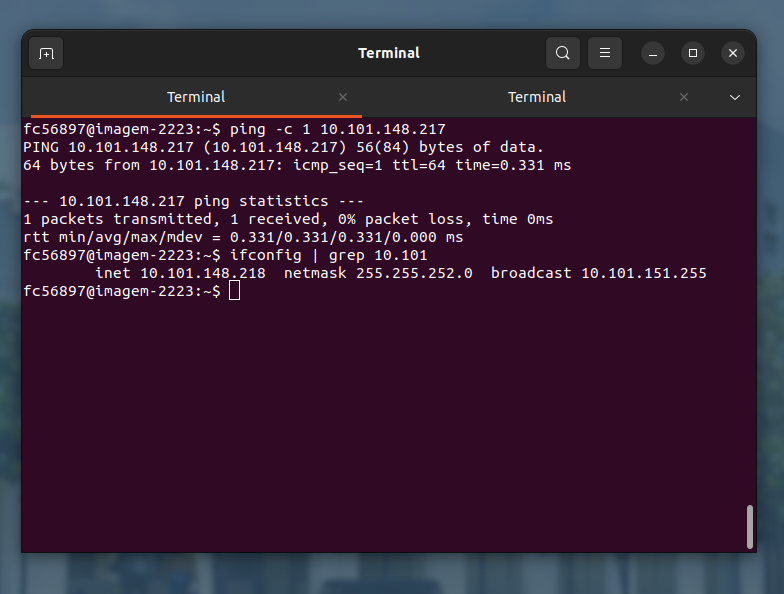 Terminal
Terminal
Terminal
fc56897@imagem-2223:~$ ping -c 1 10.101.148.217
PING 10.101.148.217 (10.101.148.217) 56(84) bytes of data.
64 bytes from 10.101.148.217: icmp_seq=1 ttl=64 time=0.331 ms

--- 10.101.148.217 ping statistics ---
1 packets transmitted, 1 received, 0% packet loss, time 0ms
rtt min/avg/max/mdev = 0.331/0.331/0.331/0.000 ms
fc56897@imagem-2223:~$ ifconfig | grep 10.101
        inet 10.101.148.218  netmask 255.255.252.0  broadcast 10.101.151.255
fc56897@imagem-2223:~$